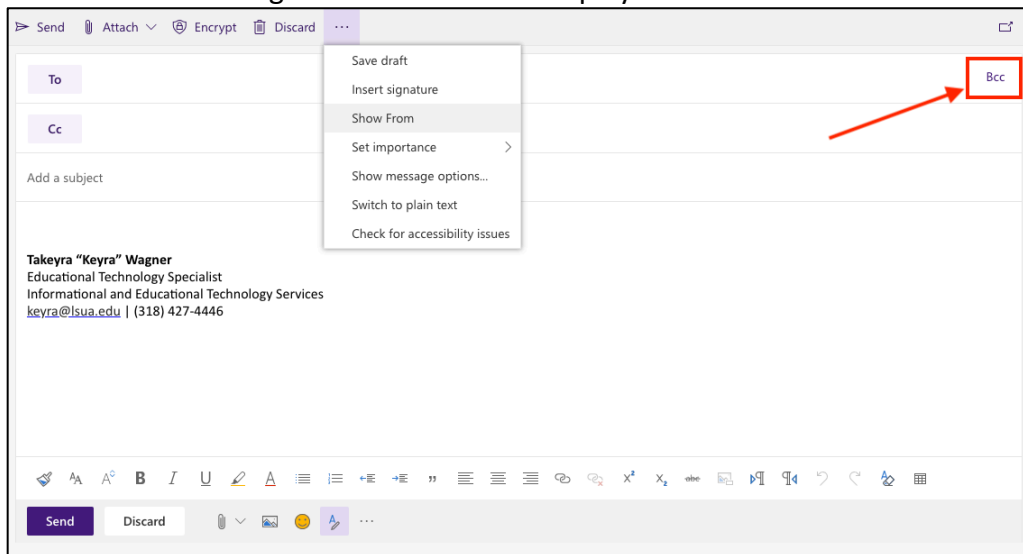 Send Attach Encrypt Discard ...
Save draft
To
Bcc
Insert signature
Show From
Cc
Set importance
Show message options...
Add a subject
Switch to plain text
Check for accessibility issues
Takeyra “Keyra” Wagner
Educational Technology Specialist
Informational and Educational Technology Services
keyra@lsua.edu | (318) 427-4446
Send Discard ...